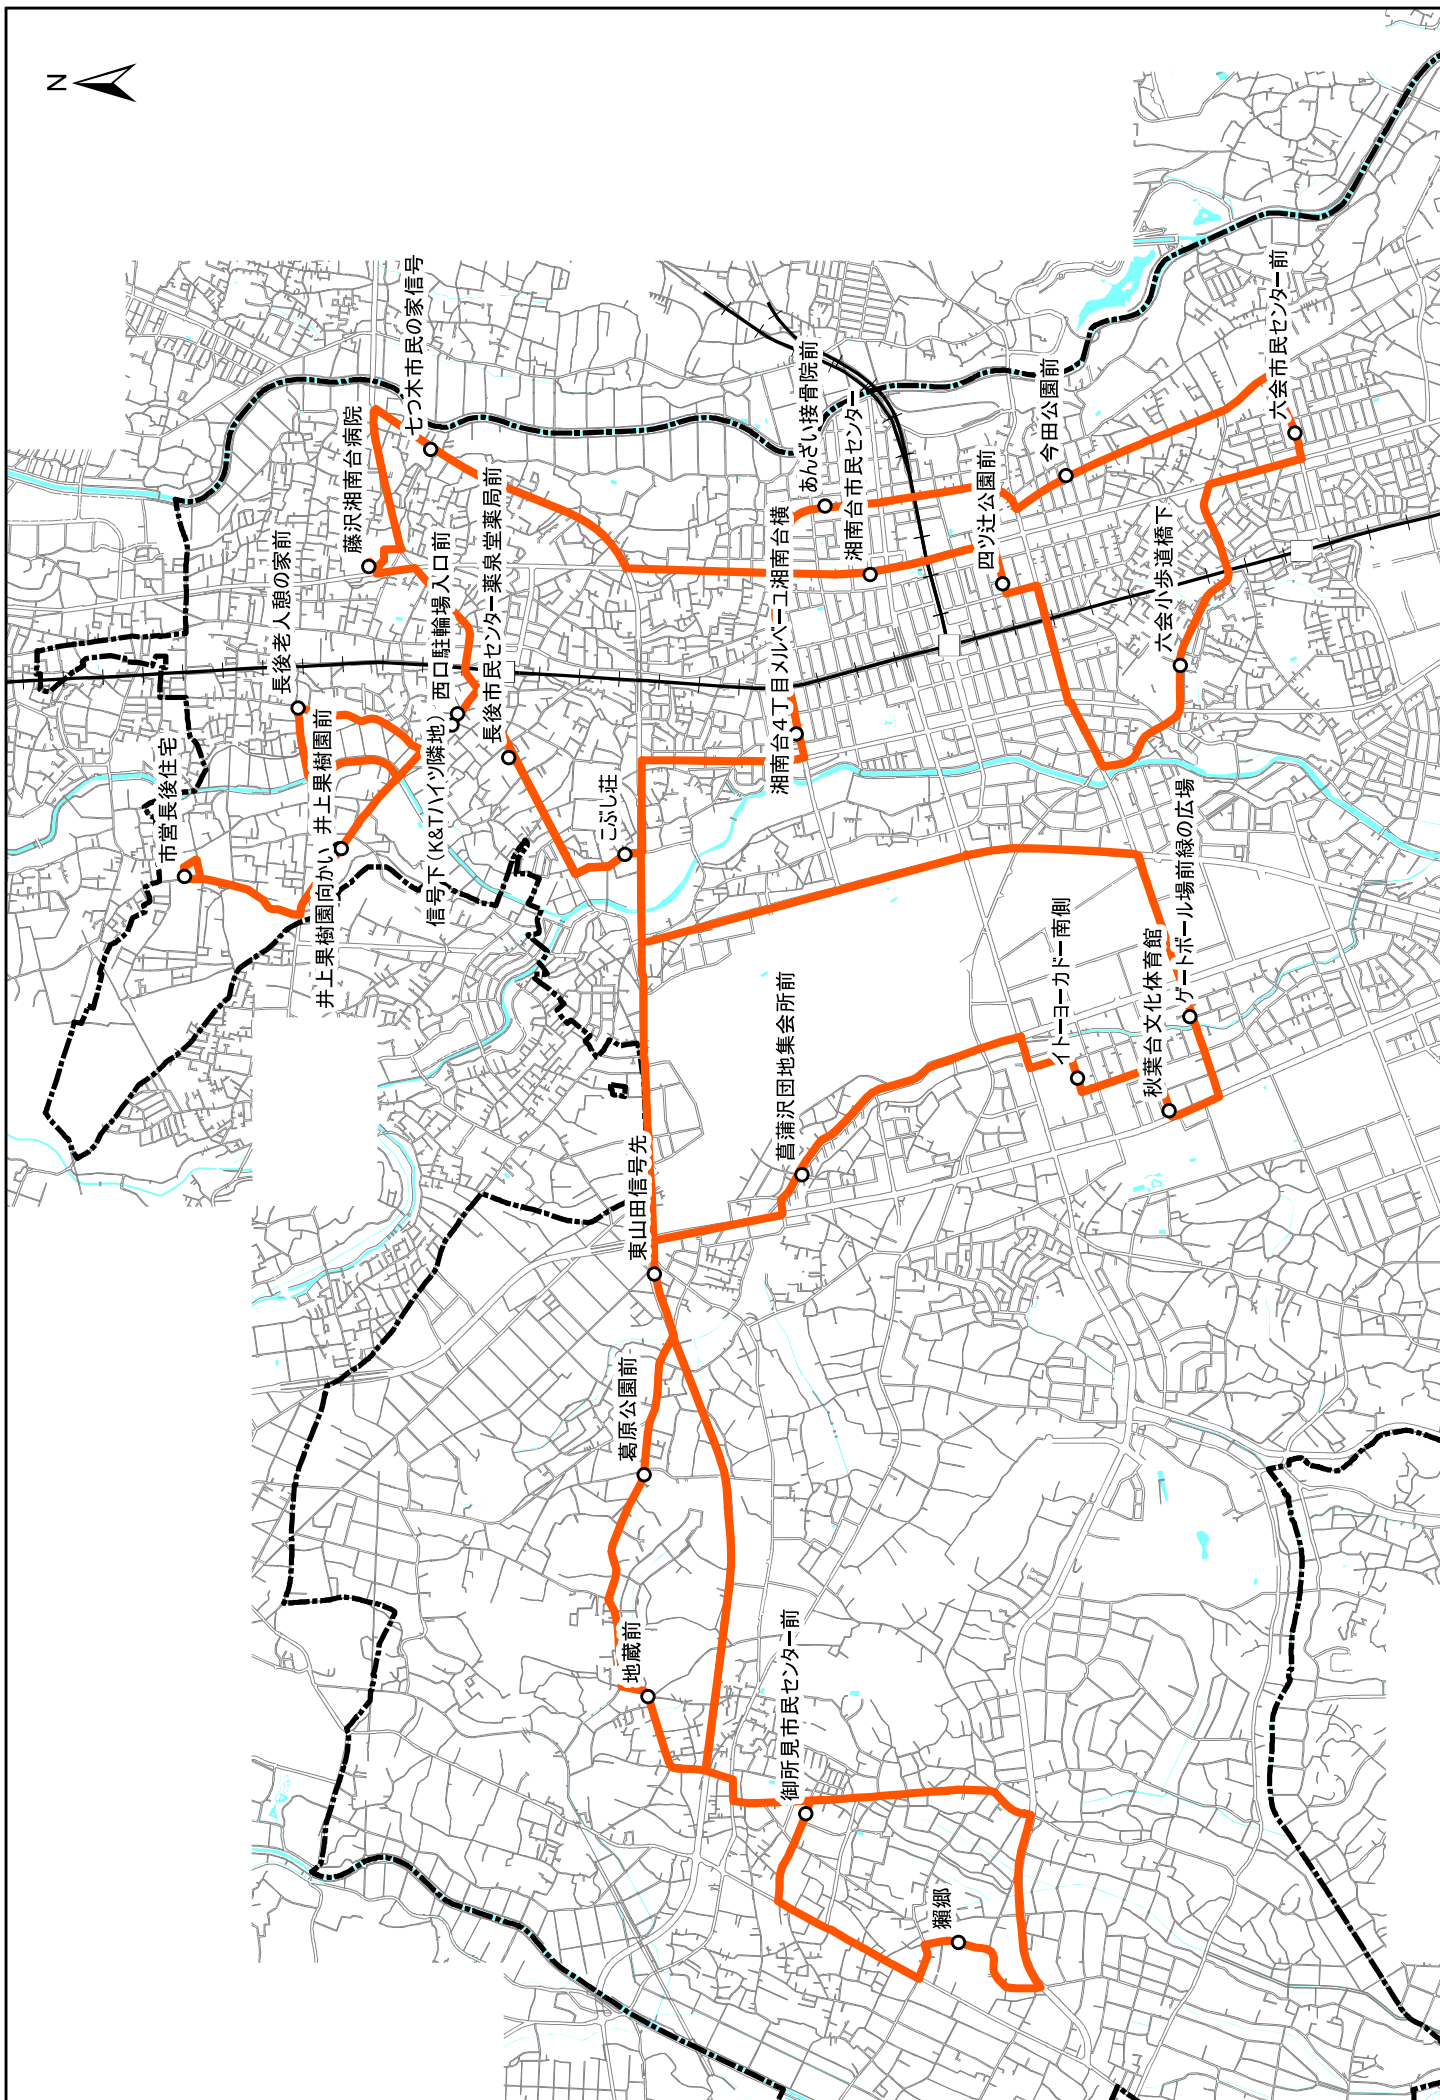 N
市営長後住宅
長後老人憩の家前
井上果樹園前
井上果樹園向かい
藤沢湘南台病院
七つ木市民の家信号
西口駐輪場入口前
信号下（K&Tハイツ隣地）
長後市民センター薬泉堂薬局前
こぶし荘
東山田信号先
葛原公園前
地蔵前
湘南台4丁目メルベーユ湘南台横
あんざい接骨院前
湘南台市民センター
菖蒲沢団地集会所前
御所見市民センター前
獺郷
四ツ辻公園前
今田公園前
イトーヨーカドー南側
六会小歩道橋下
秋葉台文化体育館
ゲートボール場前緑の広場
六会市民センター前